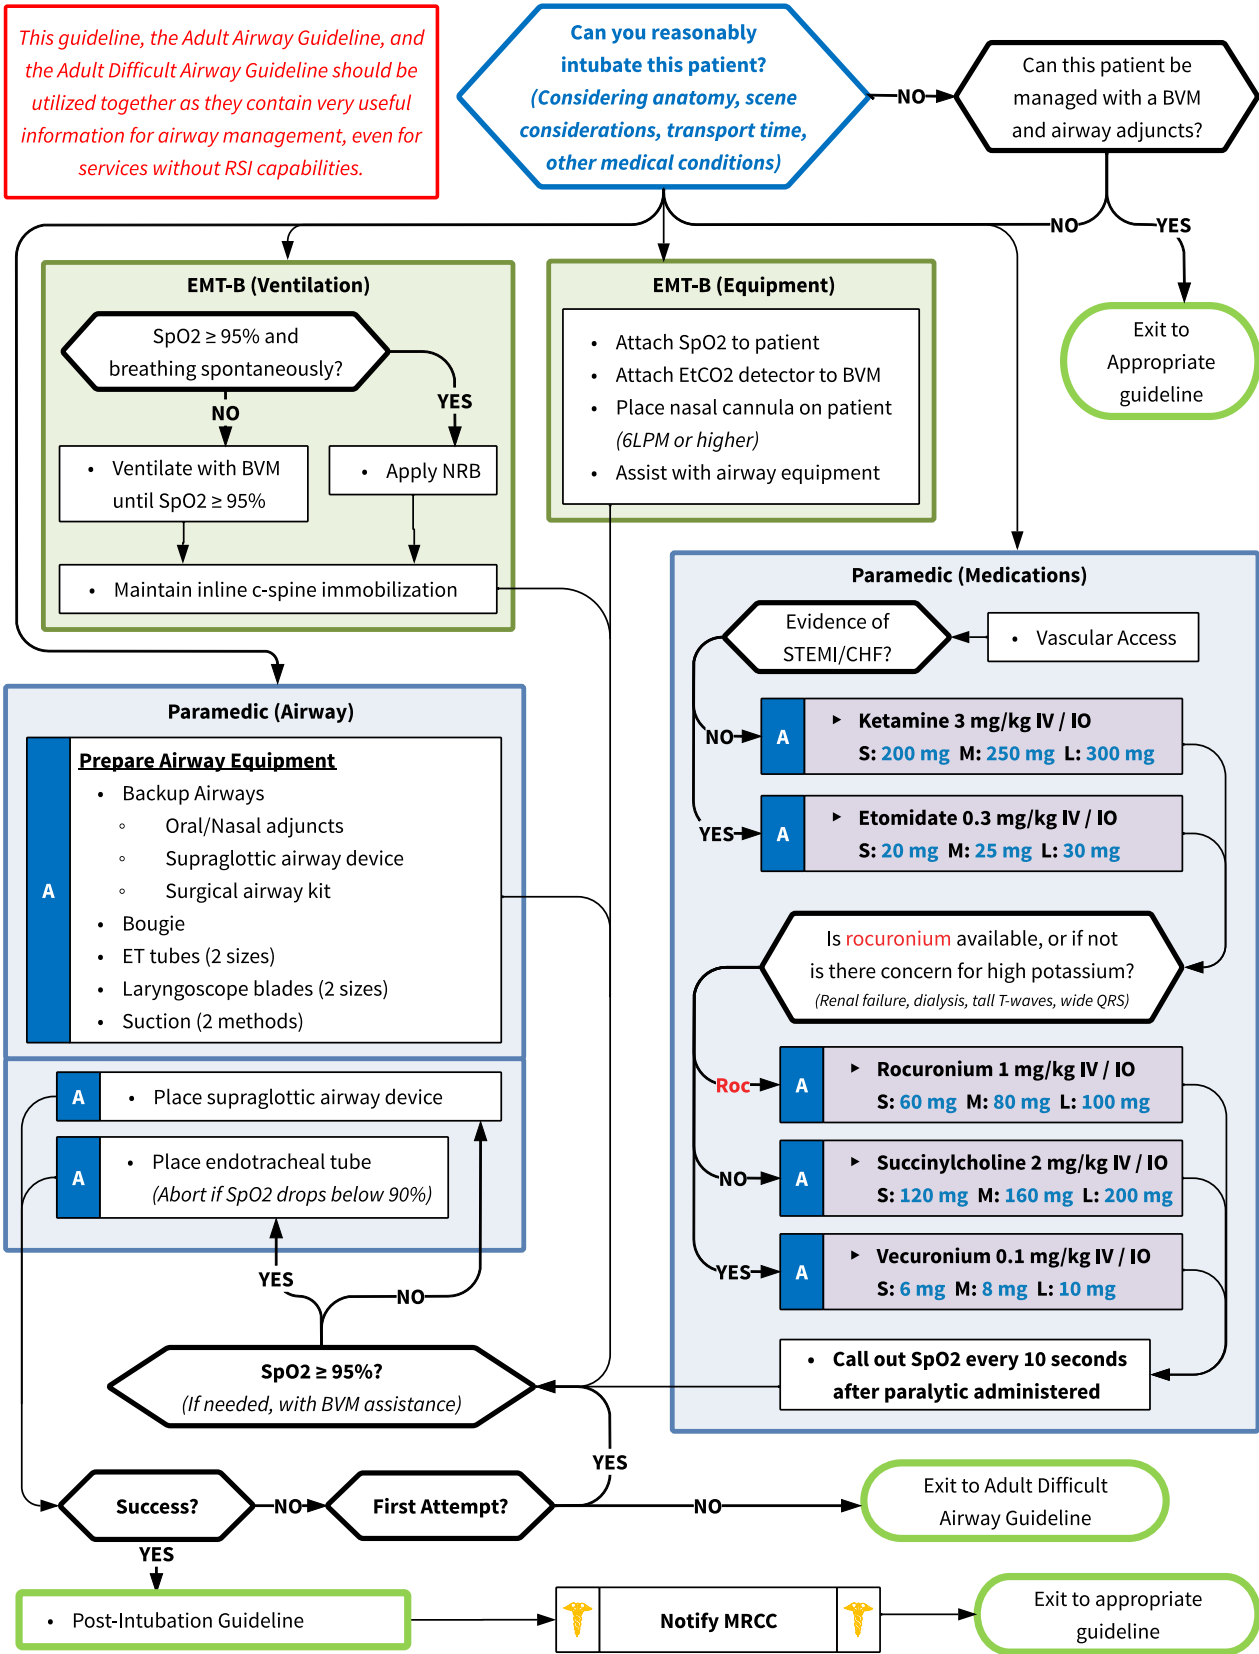 This guideline, the Adult Airway Guideline, and
the Adult Difficult Airway Guideline should be
utilized together as they contain very useful
information for airway management, even for
services without RSI capabilities.
Can you reasonably
intubate this patient?
(Considering anatomy, scene
considerations, transport time,
other medical conditions)
NO
Can this patient be
managed with a BVM
and airway adjuncts?
NO
YES
Exit to
Appropriate
guideline
EMT-B (Ventilation)
SpO2 ≥ 95% and
breathing spontaneously?
NO
YES
• Ventilate with BVM
until SpO2 ≥ 95%
• Apply NRB
• Maintain inline c-spine immobilization
EMT-B (Equipment)
• Attach SpO2 to patient
• Attach EtCO2 detector to BVM
• Place nasal cannula on patient
(6LPM or higher)
• Assist with airway equipment
Paramedic (Medications)
Evidence of
STEMI/CHF?
• Vascular Access
NO
A
‣ Ketamine 3 mg/kg IV / IO
S: 200 mg M: 250 mg L: 300 mg
YES
A
‣ Etomidate 0.3 mg/kg IV / IO
S: 20 mg M: 25 mg L: 30 mg
Is rocuronium available, or if not
is there concern for high potassium?
(Renal failure, dialysis, tall T-waves, wide QRS)
Roc
A
‣ Rocuronium 1 mg/kg IV / IO
S: 60 mg M: 80 mg L: 100 mg
NO
A
‣ Succinylcholine 2 mg/kg IV / IO
S: 120 mg M: 160 mg L: 200 mg
YES
A
‣ Vecuronium 0.1 mg/kg IV / IO
S: 6 mg M: 8 mg L: 10 mg
• Call out SpO2 every 10 seconds
after paralytic administered
Paramedic (Airway)
A
Prepare Airway Equipment
• Backup Airways
◦ Oral/Nasal adjuncts
◦ Supraglottic airway device
◦ Surgical airway kit
• Bougie
• ET tubes (2 sizes)
• Laryngoscope blades (2 sizes)
• Suction (2 methods)
A
• Place supraglottic airway device
A
• Place endotracheal tube
(Abort if SpO2 drops below 90%)
YES
NO
SpO2 ≥ 95%?
(If needed, with BVM assistance)
YES
Success?
NO
First Attempt?
NO
Exit to Adult Difficult
Airway Guideline
YES
• Post-Intubation Guideline
Notify MRCC
Exit to appropriate
guideline